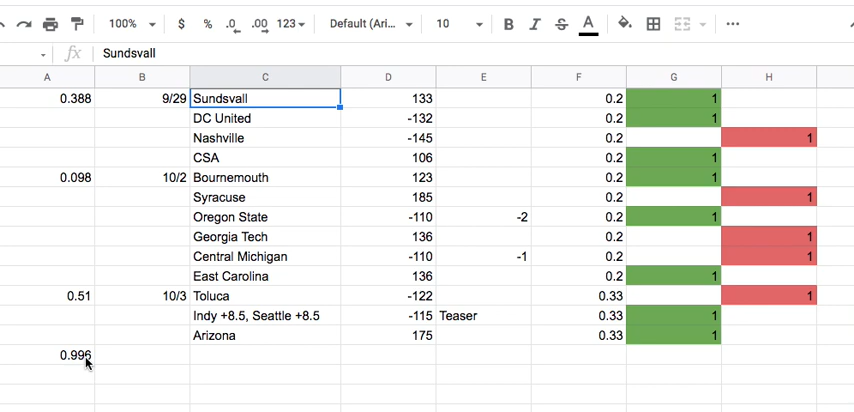 100% $ % .0 .00 123 Default (Ari... 10 B I S A ...
fx Sundsvall
A B C D E F G H
0.388 9/29 Sundsvall 133 0.2 1
DC United -132 0.2 1
Nashville -145 0.2 1
CSA 106 0.2 1
0.098 10/2 Bournemouth 123 0.2 1
Syracuse 185 0.2 1
Oregon State -110 -2 0.2 1
Georgia Tech 136 0.2 1
Central Michigan -110 -1 0.2 1
East Carolina 136 0.2 1
0.51 10/3 Toluca -122 0.33 1
Indy +8.5, Seattle +8.5 -115 Teaser 0.33 1
Arizona 175 0.33 1
0.996